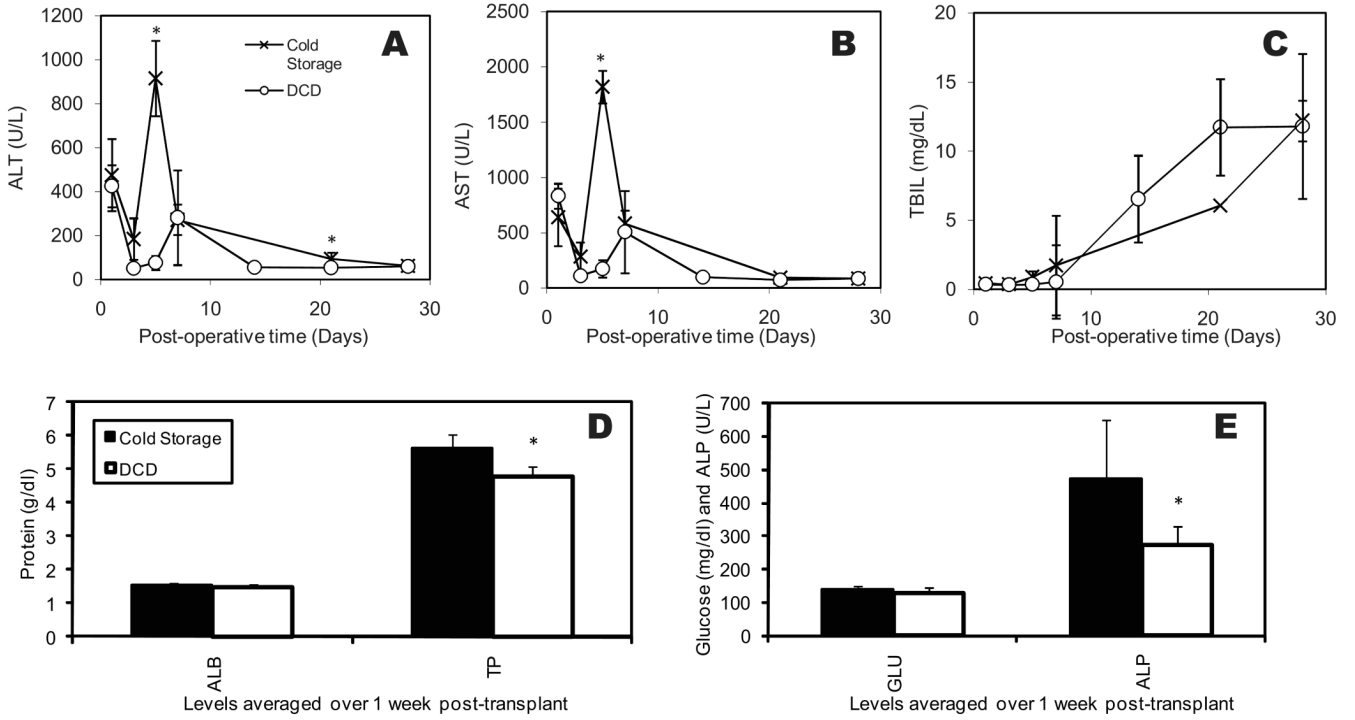 A
1200
1000
800
600
400
200
0
0
10
20
30
ALT (U/L)
*
*
Cold
Storage
DCD
Post-operative time (Days)
B
2500
2000
1500
1000
500
0
0
10
20
30
AST (U/L)
*
Post-operative time (Days)
C
20
15
10
5
0
0
10
20
30
TBIL (mg/dL)
Post-operative time (Days)
D
7
6
5
4
3
2
1
0
Protein (g/dl)
Cold Storage
DCD
*
ALB
TP
Levels averaged over 1 week post-transplant
E
700
600
500
400
300
200
100
0
Glucose (mg/dl) and ALP (U/L)
*
GLU
ALP
Levels averaged over 1 week post-transplant